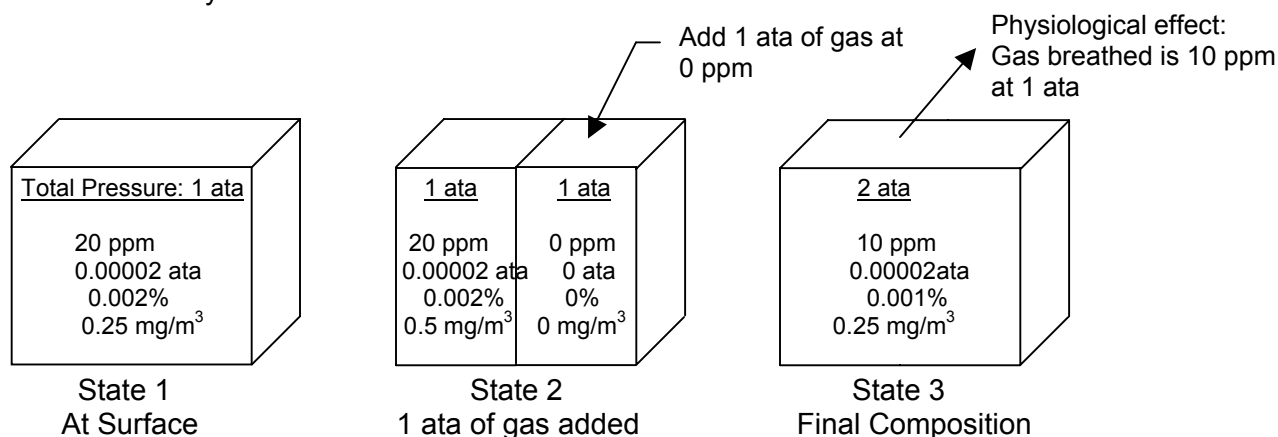 Add 1 ata of gas at
0 ppm
Physiological effect:
Gas breathed is 10 ppm
at 1 ata
Total Pressure: 1 ata
20 ppm
0.00002 ata
0.002%
0.25 mg/m³
State 1
At Surface
1 ata
20 ppm
0.00002 ata
0.002%
0.5 mg/m³
1 ata
0 ppm
0 ata
0%
0 mg/m³
State 2
1 ata of gas added
2 ata
10 ppm
0.00002ata
0.001%
0.25 mg/m³
State 3
Final Composition